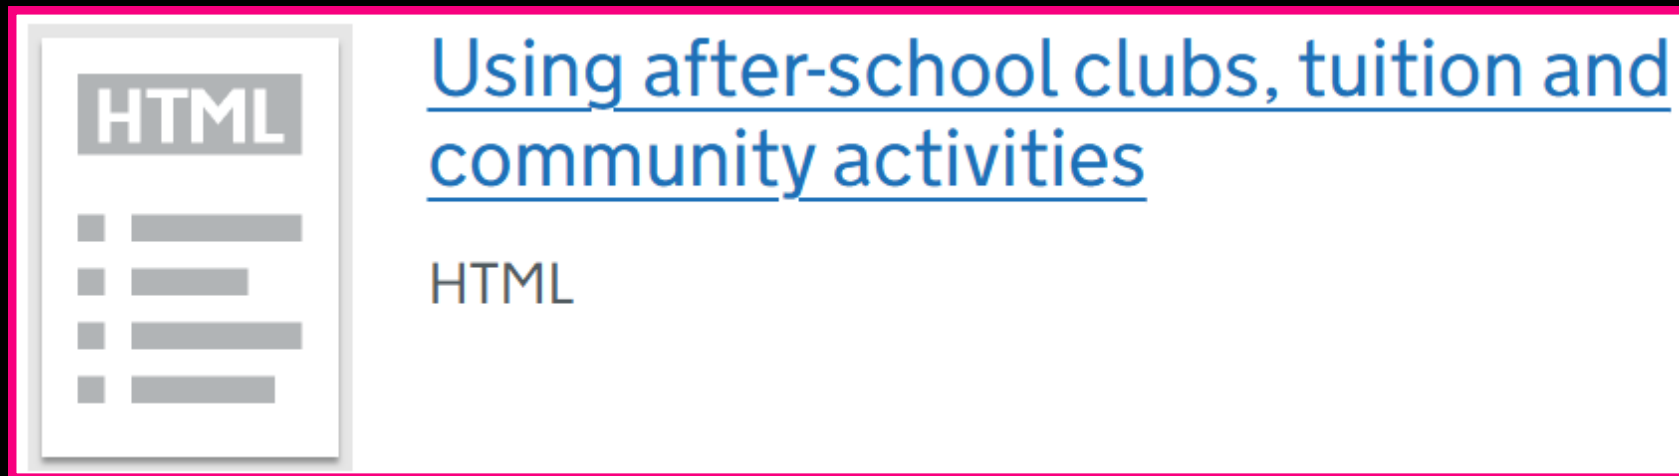 HTML
Using after-school clubs, tuition and
community activities
HTML